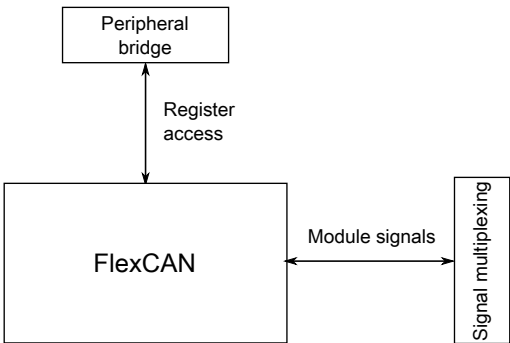 Peripheral
bridge
Register
access
FlexCAN
Module signals
Signal multiplexing